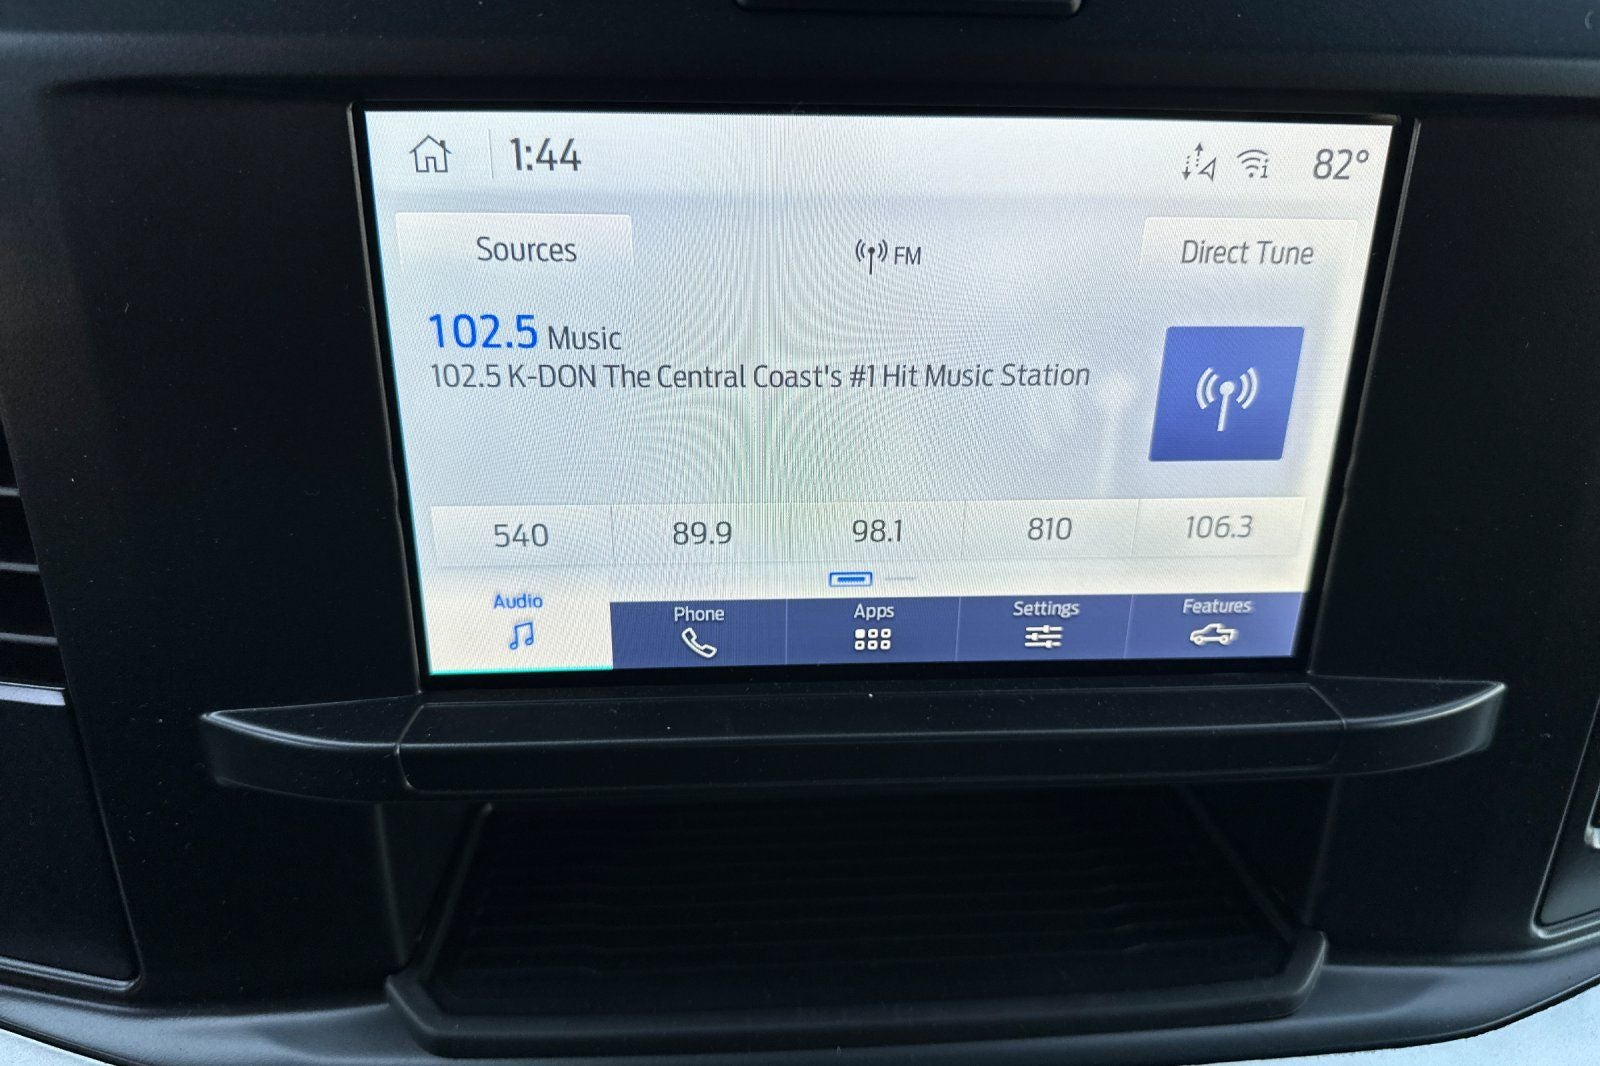 1:44
82°
Sources
FM
Direct Tune
102.5 Music
102.5 K-DON The Central Coast's #1 Hit Music Station
540
89.9
98.1
810
106.3
Audio
Phone
Apps
Settings
Features